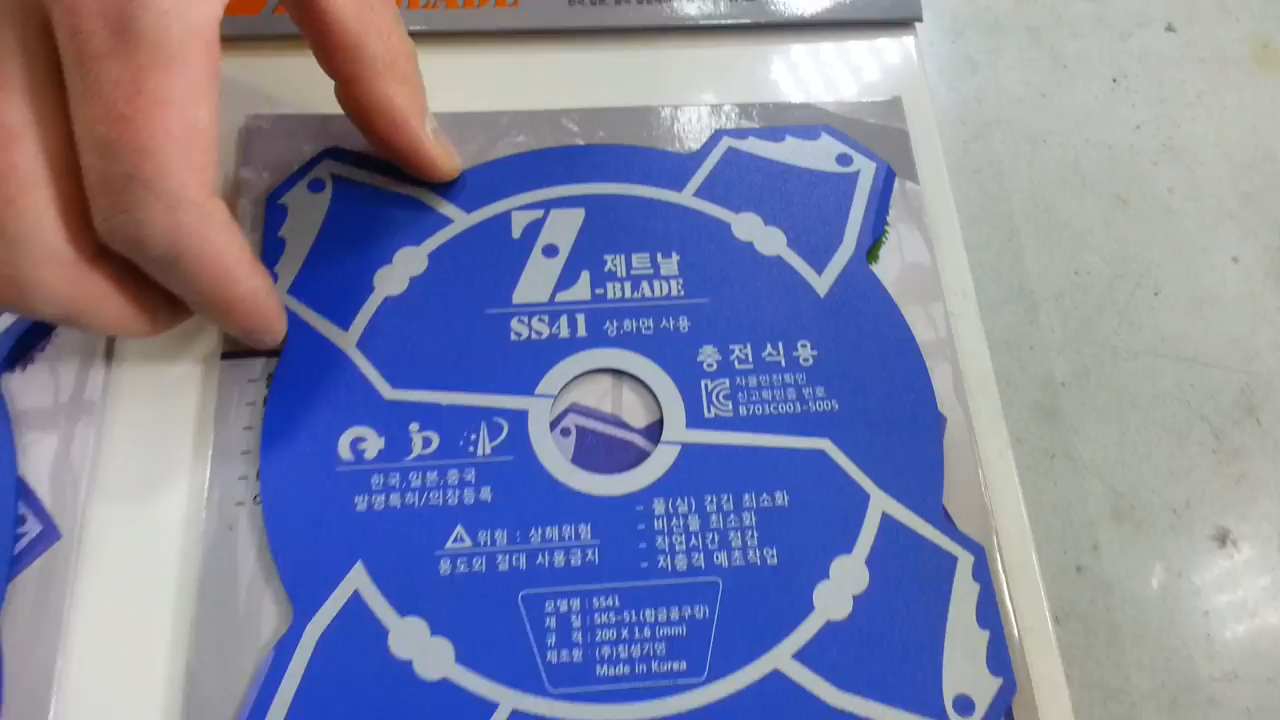 Z 제트날
-BLADE
SS41 상,하면 사용
충전식용
KC 자율안전확인
신고확인증 번호
B703C003-5005
한국,일본,중국
발명특허/의장등록
위험 : 상해위험
용도외 절대 사용금지
- 풀(실) 감김 최소화
- 비산물 최소화
- 작업시간 절감
- 저충격 예초작업
모델명 : SS41
재 질 : SKS-51(합금공구강)
규 격 : 200 X 1.6 (mm)
제조원 : (주)칠성기업
Made in Korea